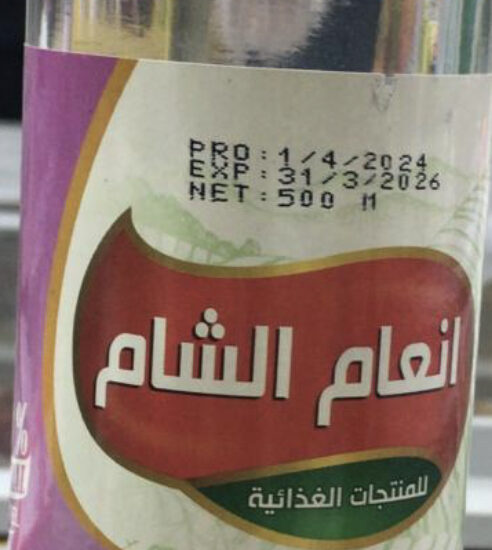 PRO : 1/4/2024
EXP : 31/3/2026
NET : 500 M
انعام الشام
للمنتجات الغذائية